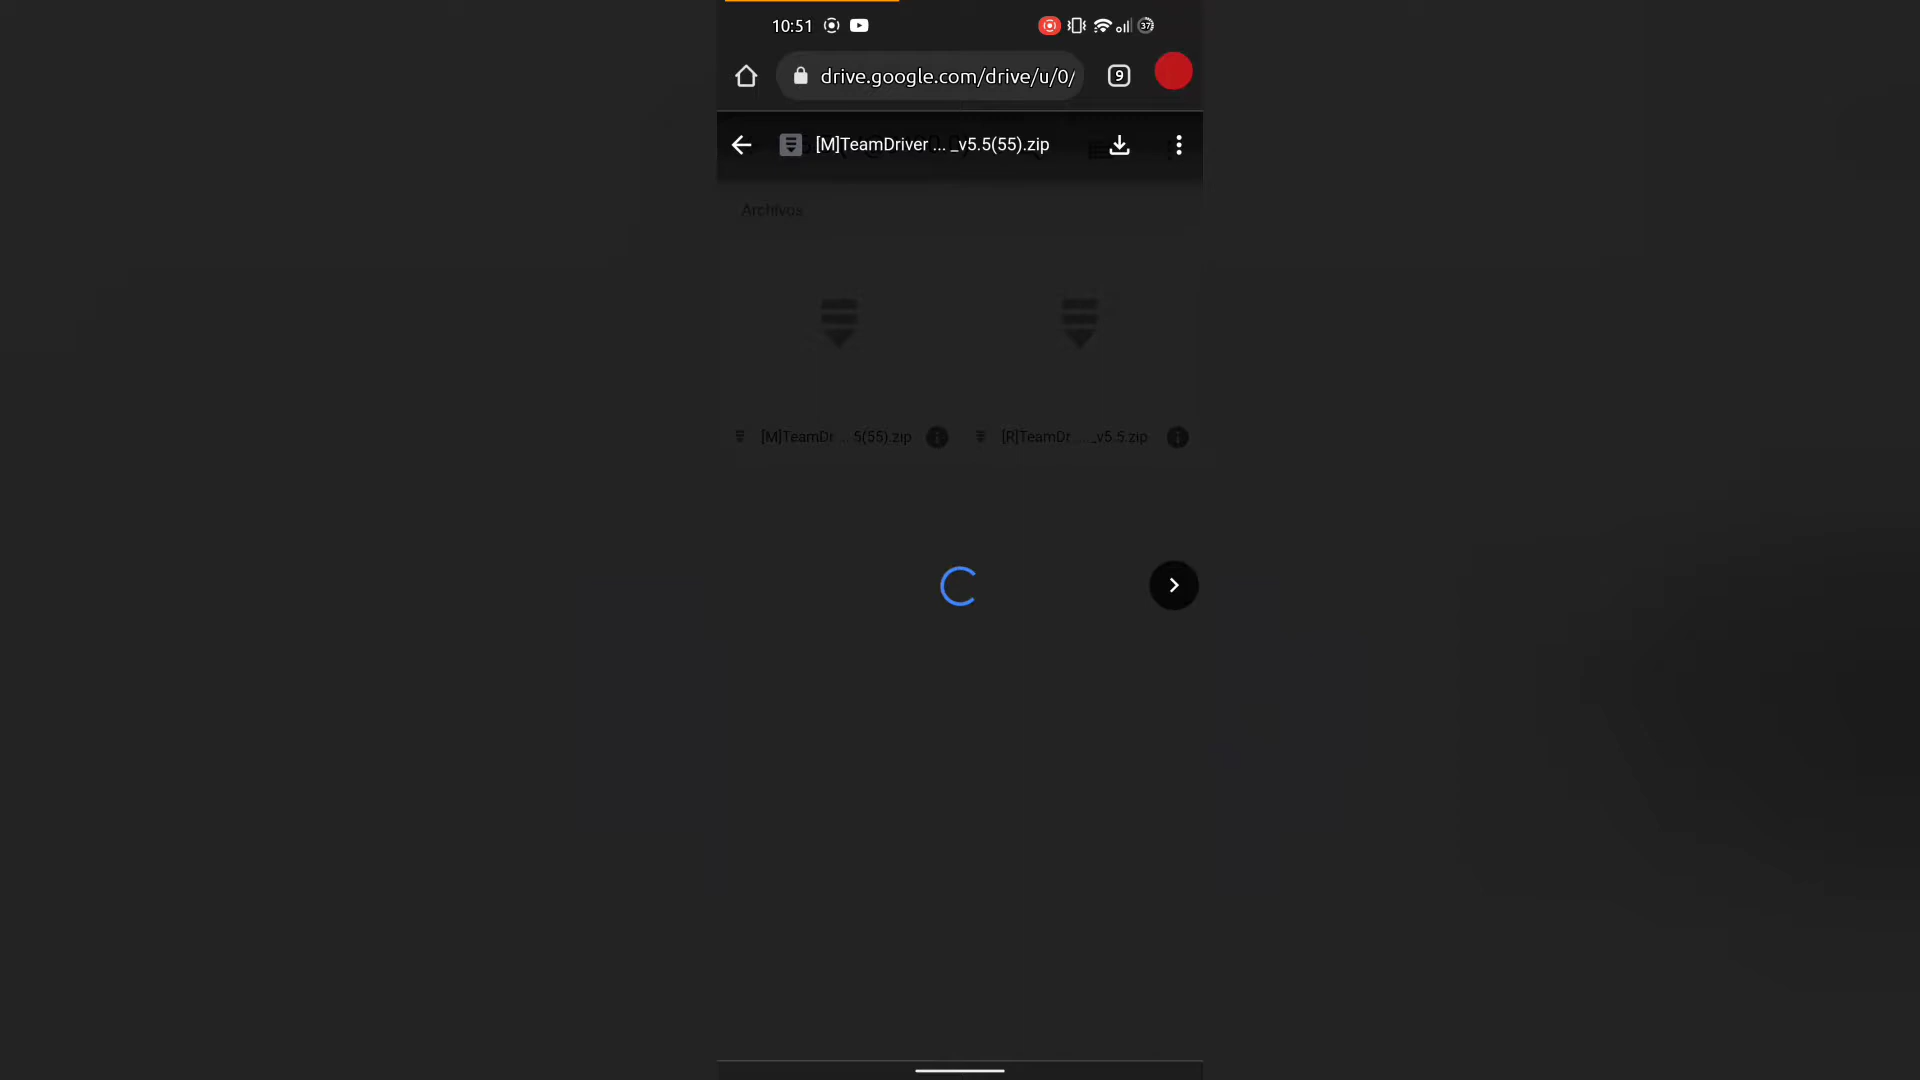 10:51
37
drive.google.com/drive/u/0/
9
[M]TeamDriver ... _v5.5(55).zip
Archivos
[M]TeamDr ... 5(55).zip
[R]TeamDr ... _v5.5.zip